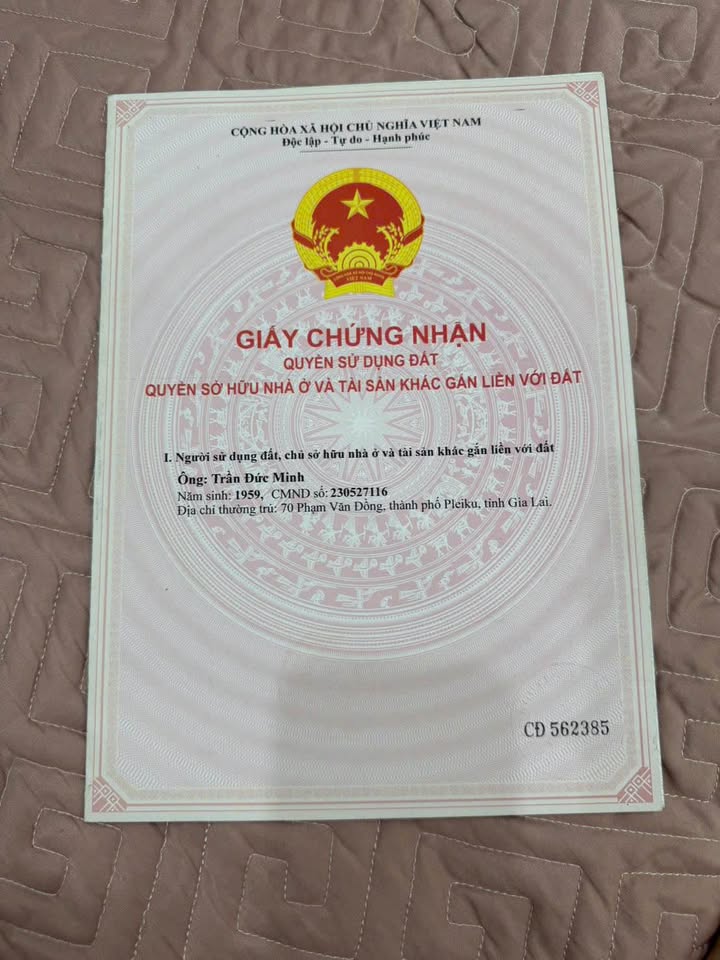 CỘNG HÒA XÃ HỘI CHỦ NGHĨA VIỆT NAM
Độc lập - Tự do - Hạnh phúc
VIỆT NAM
GIẤY CHỨNG NHẬN
QUYỀN SỬ DỤNG ĐẤT
QUYỀN SỞ HỮU NHÀ Ở VÀ TÀI SẢN KHÁC GẮN LIỀN VỚI ĐẤT
I. Người sử dụng đất, chủ sở hữu nhà ở và tài sản khác gắn liền với đất
Ông: Trần Đức Minh
Năm sinh: 1959, CMND số: 230527116
Địa chỉ thường trú: 70 Phạm Văn Đồng, thành phố Pleiku, tỉnh Gia Lai.
CĐ 562385